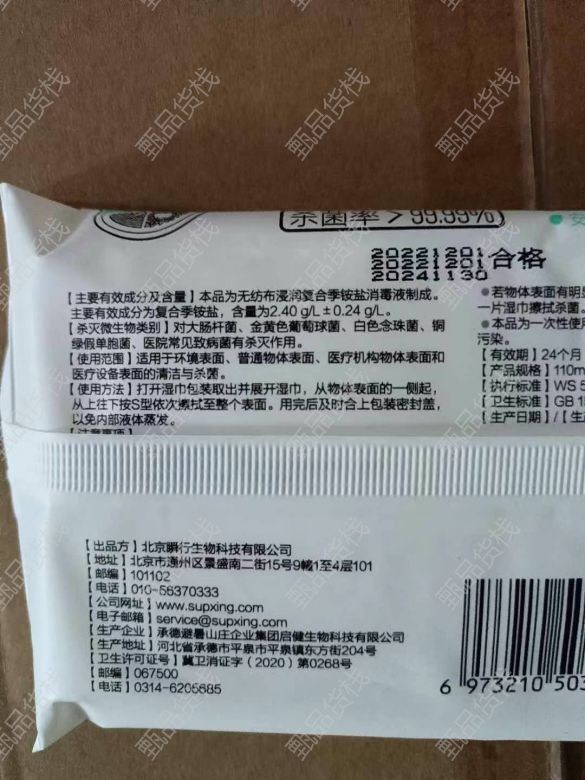 杀菌率>99.99%
20221201合格
20221201
20241130
【主要有效成分及含量】本品为无纺布浸润复合季铵盐消毒液制成。
主要有效成分为复合季铵盐，含量为2.40 g/L±0.24 g/L。
【杀灭微生物类别】对大肠杆菌、金黄色葡萄球菌、白色念珠菌、铜
绿假单胞菌、医院常见致病菌有杀灭作用。
【使用范围】适用于环境表面、普通物体表面、医疗机构物体表面和
医疗设备表面的清洁与杀菌。
【使用方法】打开湿巾包装取出并展开湿巾，从物体表面的一侧起，
从上往下按S型依次擦拭至整个表面。用完后及时合上包装密封盖，
以免内部液体蒸发。
【注意事项】
●若物体表面有明显
一片湿巾擦拭杀菌。
●本品为一次性使用
污染。
【有效期】24个月
【产品规格】110m
【执行标准】WS 5
【卫生标准】GB 1
【生产日期】/【生产
【出品方】北京瞬行生物科技有限公司
【地址】北京市通州区景盛南二街15号9幢1至4层101
【邮编】101102
【电话】010-56370333
【公司网址】www.supxing.com
【电子邮箱】service@supxing.com
【生产企业】承德避暑山庄企业集团启健生物科技有限公司
【生产地址】河北省承德市平泉市平泉镇东方街204号
【卫生许可证号】冀卫消证字（2020）第0268号
【邮编】067500
【电话】0314-6205685
6 973210 503
甄品货栈